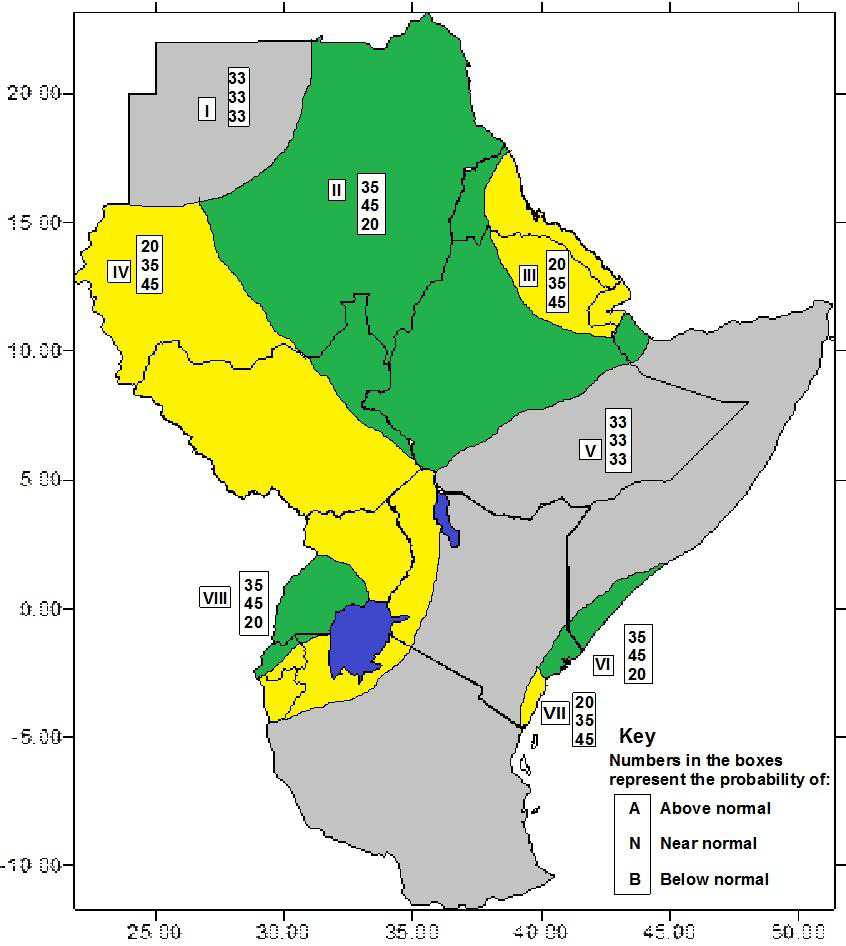 20.00
15.00
10.00
5.00
0.00
-5.00
-10.00
I
33
33
33
II
35
45
20
III
20
35
45
IV
20
35
45
V
33
33
33
VIII
35
45
20
VI
35
45
20
VII
20
35
45
Key
Numbers in the boxes
represent the probability of:
A Above normal
N Near normal
B Below normal
25.00 30.00 35.00 40.00 45.00 50.00